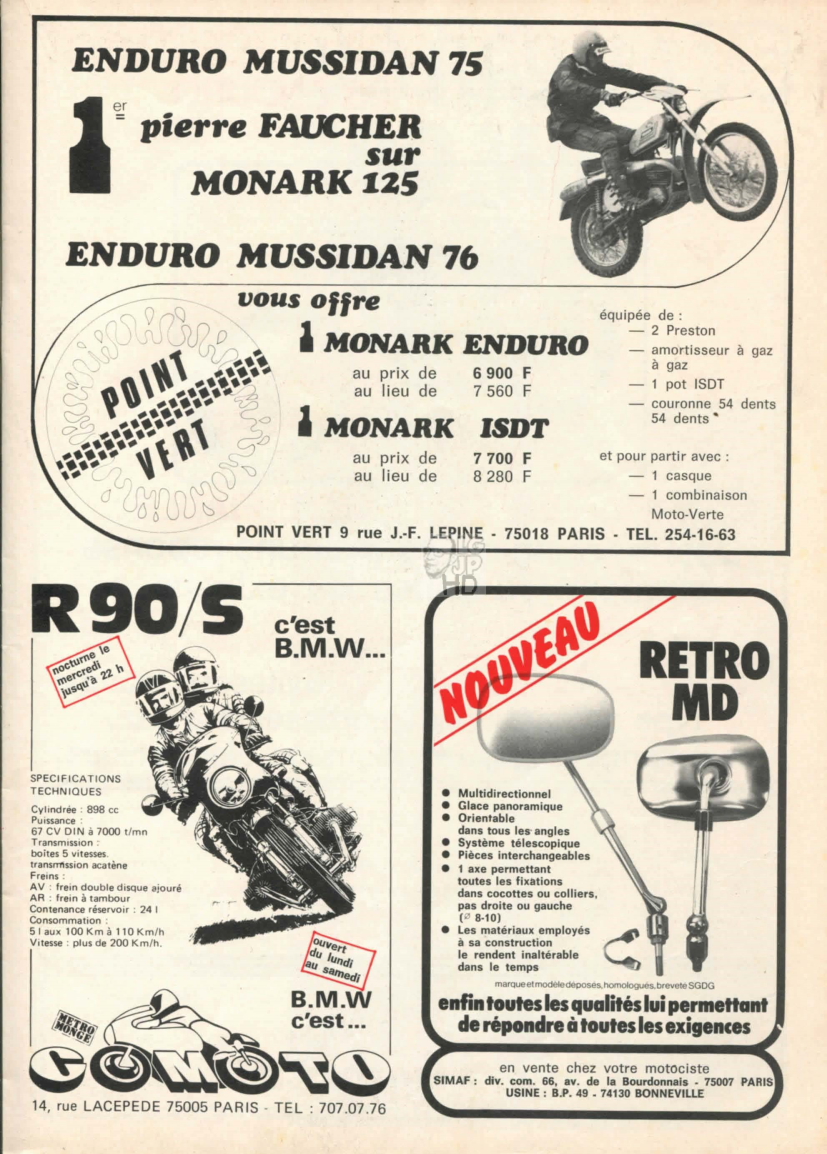 ENDURO MUSSIDAN 75
1er pierre FAUCHER
sur
MONARK 125
ENDURO MUSSIDAN 76
vous offre
1 MONARK ENDURO
au prix de 6 900 F
au lieu de 7 560 F
1 MONARK ISDT
au prix de 7 700 F
au lieu de 8 280 F
équipée de :
— 2 Preston
— amortisseur à gaz
à gaz
— 1 pot ISDT
— couronne 54 dents
54 dents
et pour partir avec :
— 1 casque
— 1 combinaison
Moto-Verte
POINT
VERT
POINT VERT 9 rue J.-F. LEPINE - 75018 PARIS - TEL. 254-16-63
JP
HD
R 90/S
c'est
B.M.W...
nocturne le
mercredi
jusqu'à 22 h
SPECIFICATIONS
TECHNIQUES
Cylindrée : 898 cc
Puissance :
67 CV DIN à 7000 t/mn
Transmission :
boîtes 5 vitesses.
transmission acatène
Freins :
AV : frein double disque ajouré
AR : frein à tambour
Contenance réservoir : 24 l
Consommation :
5 l aux 100 Km à 110 Km/h
Vitesse : plus de 200 Km/h.
ouvert
du lundi
au samedi
B.M.W
c'est ...
METRO
MONGE
COMOTO
14, rue LACEPEDE 75005 PARIS - TEL : 707.07.76
NOUVEAU
RETRO
MD
● Multidirectionnel
● Glace panoramique
● Orientable
dans tous les angles
● Système télescopique
● Pièces interchangeables
● 1 axe permettant
toutes les fixations
dans cocottes ou colliers,
pas droite ou gauche
(∅ 8-10)
● Les matériaux employés
à sa construction
le rendent inaltérable
dans le temps
marque et modèle déposés, homologués, breveté SGDG
enfin toutes les qualités lui permettant
de répondre à toutes les exigences
en vente chez votre motociste
SIMAF : div. com. 66, av. de la Bourdonnais - 75007 PARIS
USINE : B.P. 49 - 74130 BONNEVILLE